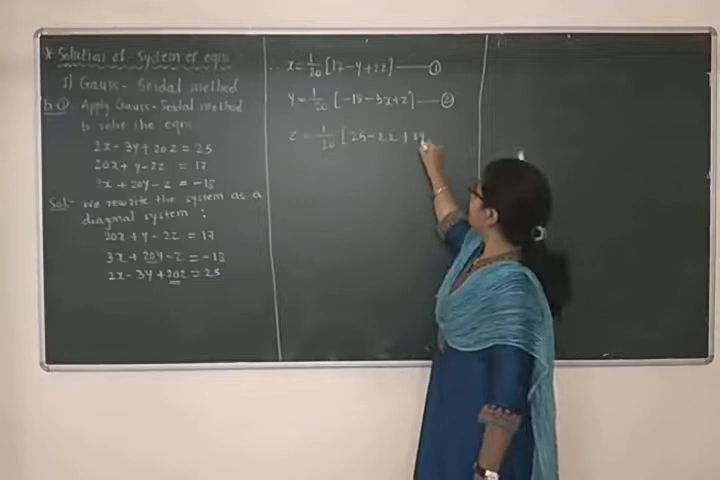 * Solution of System of eqns
1) Gauss-Seidal method
Ex-① Apply Gauss-Seidal method
to solve the eqns
2x - 3y + 20z = 25
20x + y - 2z = 17
3x + 20y - z = -18
Sol:- We rewrite the system as a
diagonal system :
20x + y - 2z = 17
3x + 20y - z = -18
2x - 3y + 20z = 25
∴ x = 1/20 [17 - y + 2z] — ①
y = 1/20 [-18 - 3x + z] — ②
z = 1/20 [25 - 2x + 3y